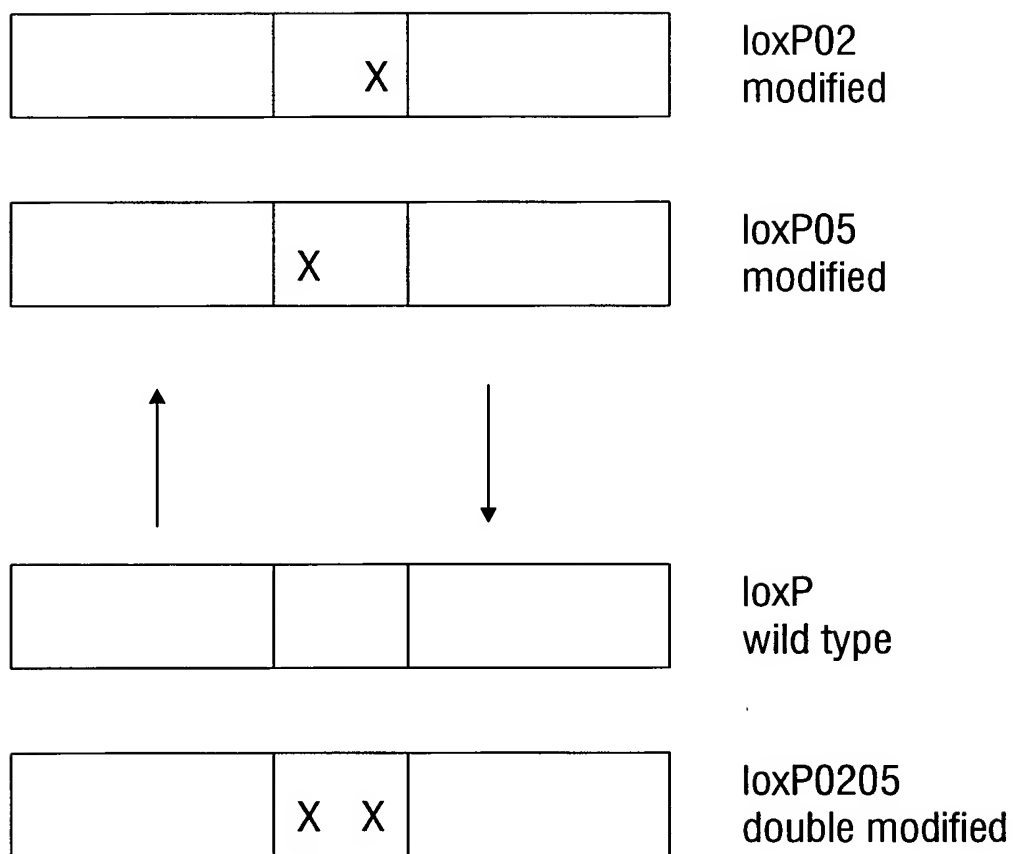 X
loxP02
modified
X
loxP05
modified
loxP
wild type
X X
loxP0205
double modified